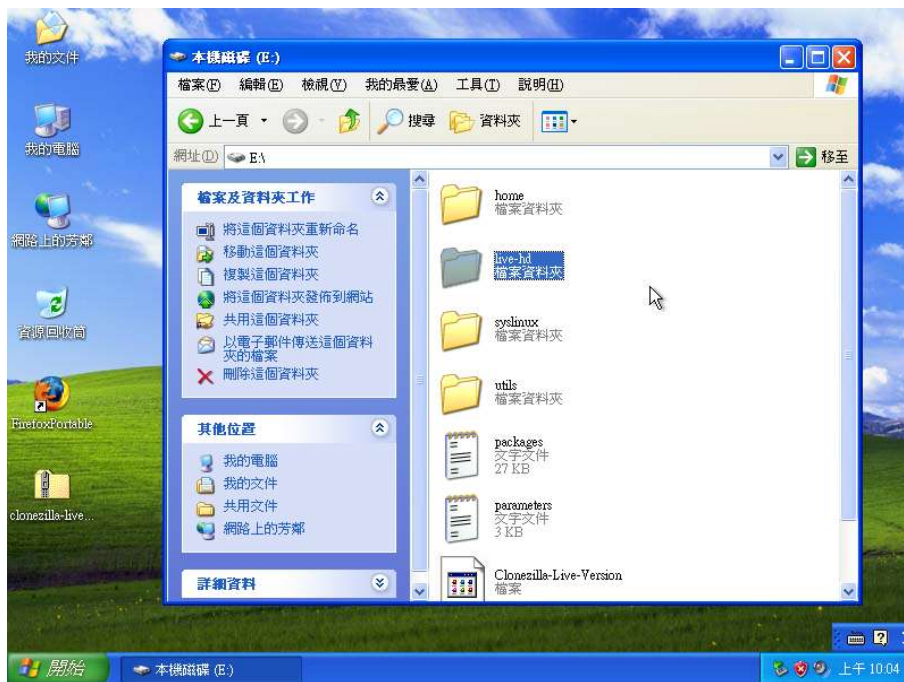 我的文件
我的電腦
網路上的芳鄰
資源回收筒
FirefoxPortable
clonezilla-live...
本機磁碟 (E:)
檔案(F) 編輯(E) 檢視(V) 我的最愛(A) 工具(T) 說明(H)
上一頁 搜尋 資料夾
網址(D) E:\ 移至
檔案及資料夾工作
將這個資料夾重新命名
移動這個資料夾
複製這個資料夾
將這個資料夾發佈到網站
共用這個資料夾
以電子郵件傳送這個資料
夾的檔案
刪除這個資料夾
其他位置
我的電腦
我的文件
共用文件
網路上的芳鄰
詳細資料
home
檔案資料夾
live-hd
檔案資料夾
syslinux
檔案資料夾
utils
檔案資料夾
packages
文字文件
27 KB
parameters
文字文件
3 KB
Clonezilla-Live-Version
檔案
開始 本機磁碟 (E:) 上午 10:04